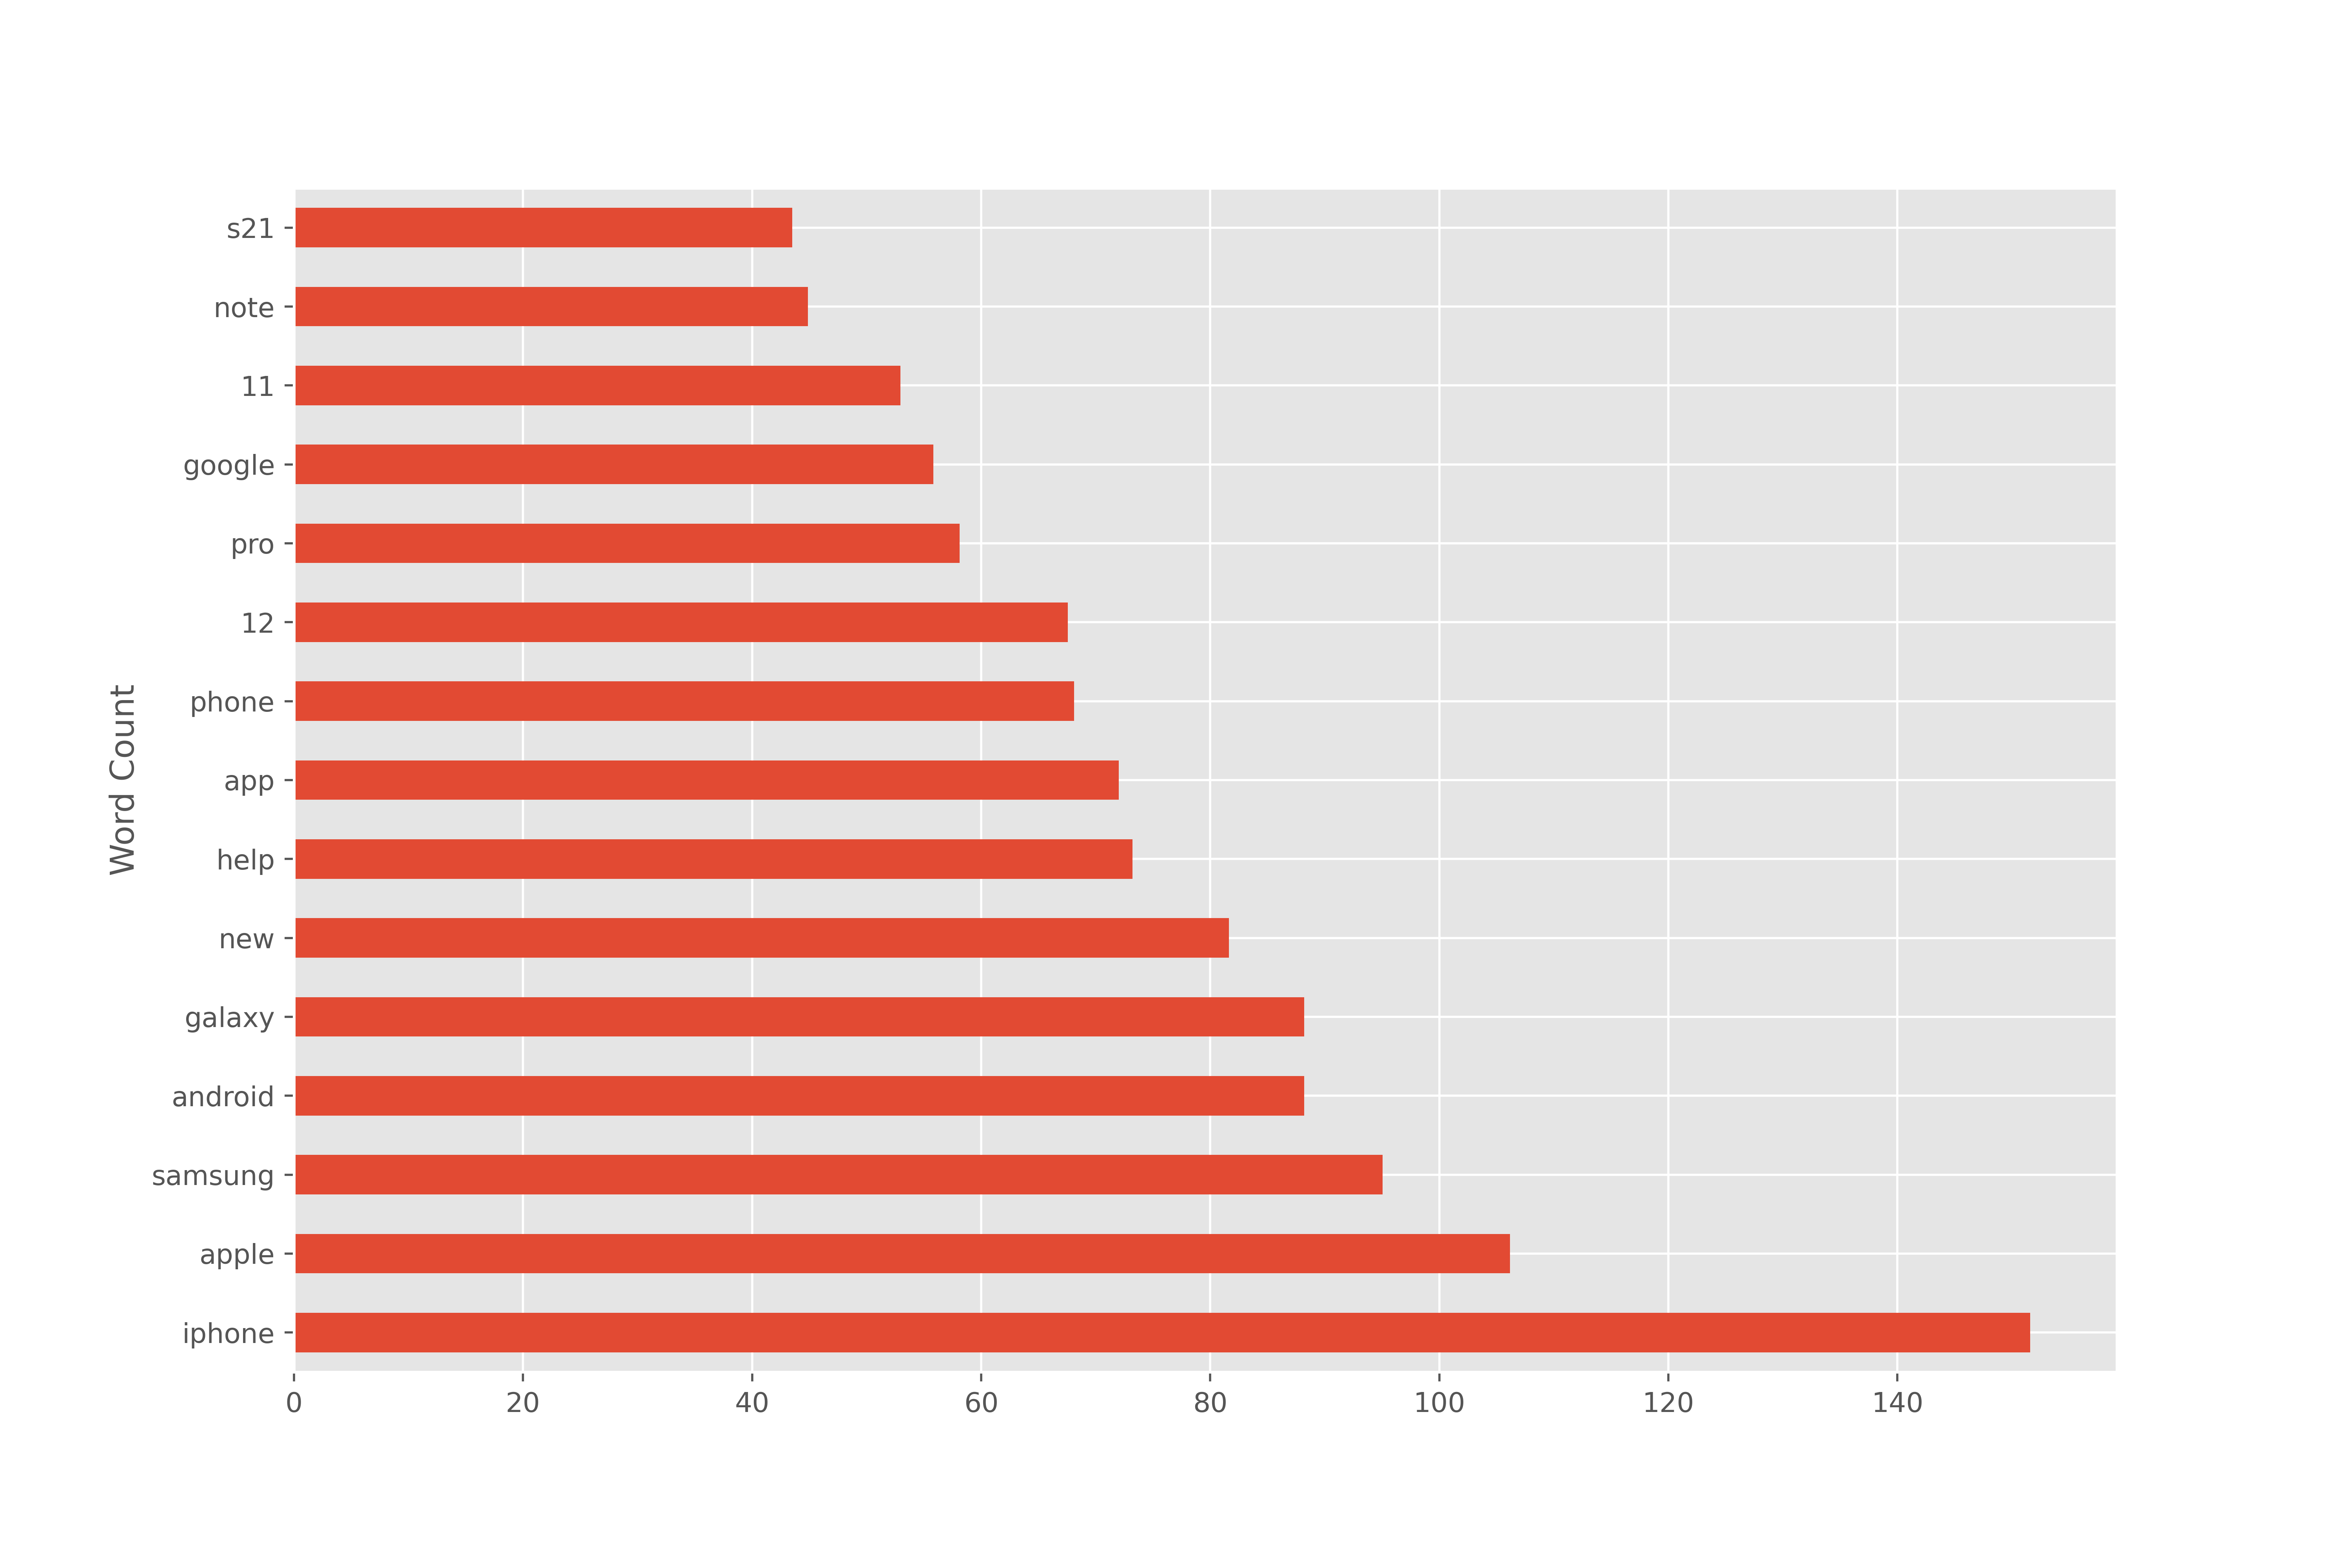 s21
note
11
google
pro
12
phone
app
help
new
galaxy
android
samsung
apple
iphone
Word Count
0 20 40 60 80 100 120 140